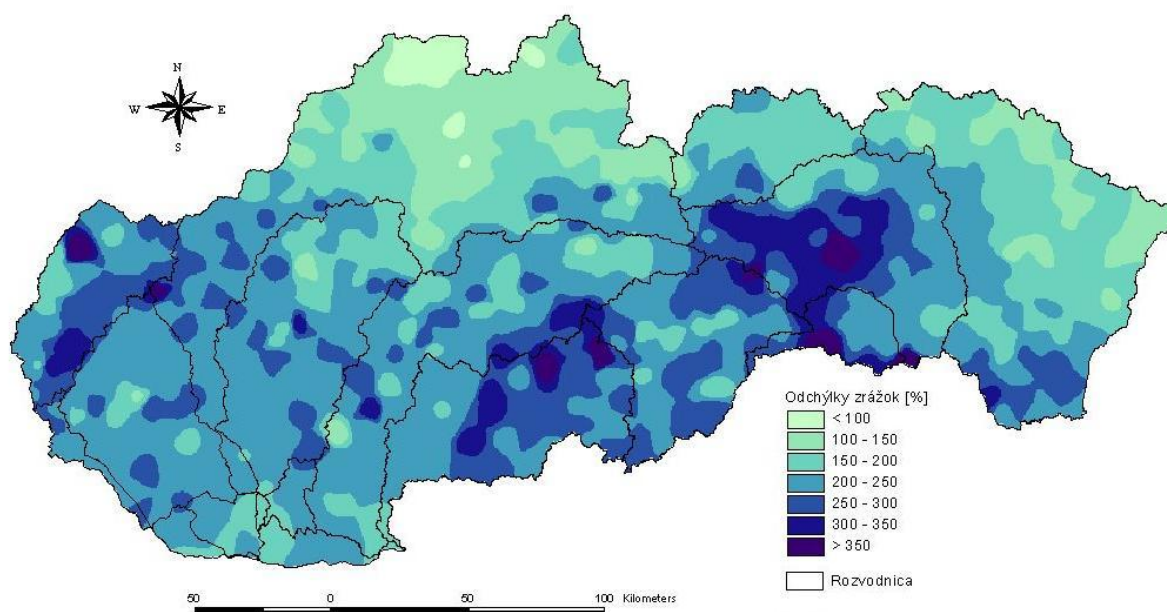 N
W E
S
Odchýlky zrážok [%]
< 100
100 - 150
150 - 200
200 - 250
250 - 300
300 - 350
> 350
Rozvodnica
50 0 50 100 Kilometers